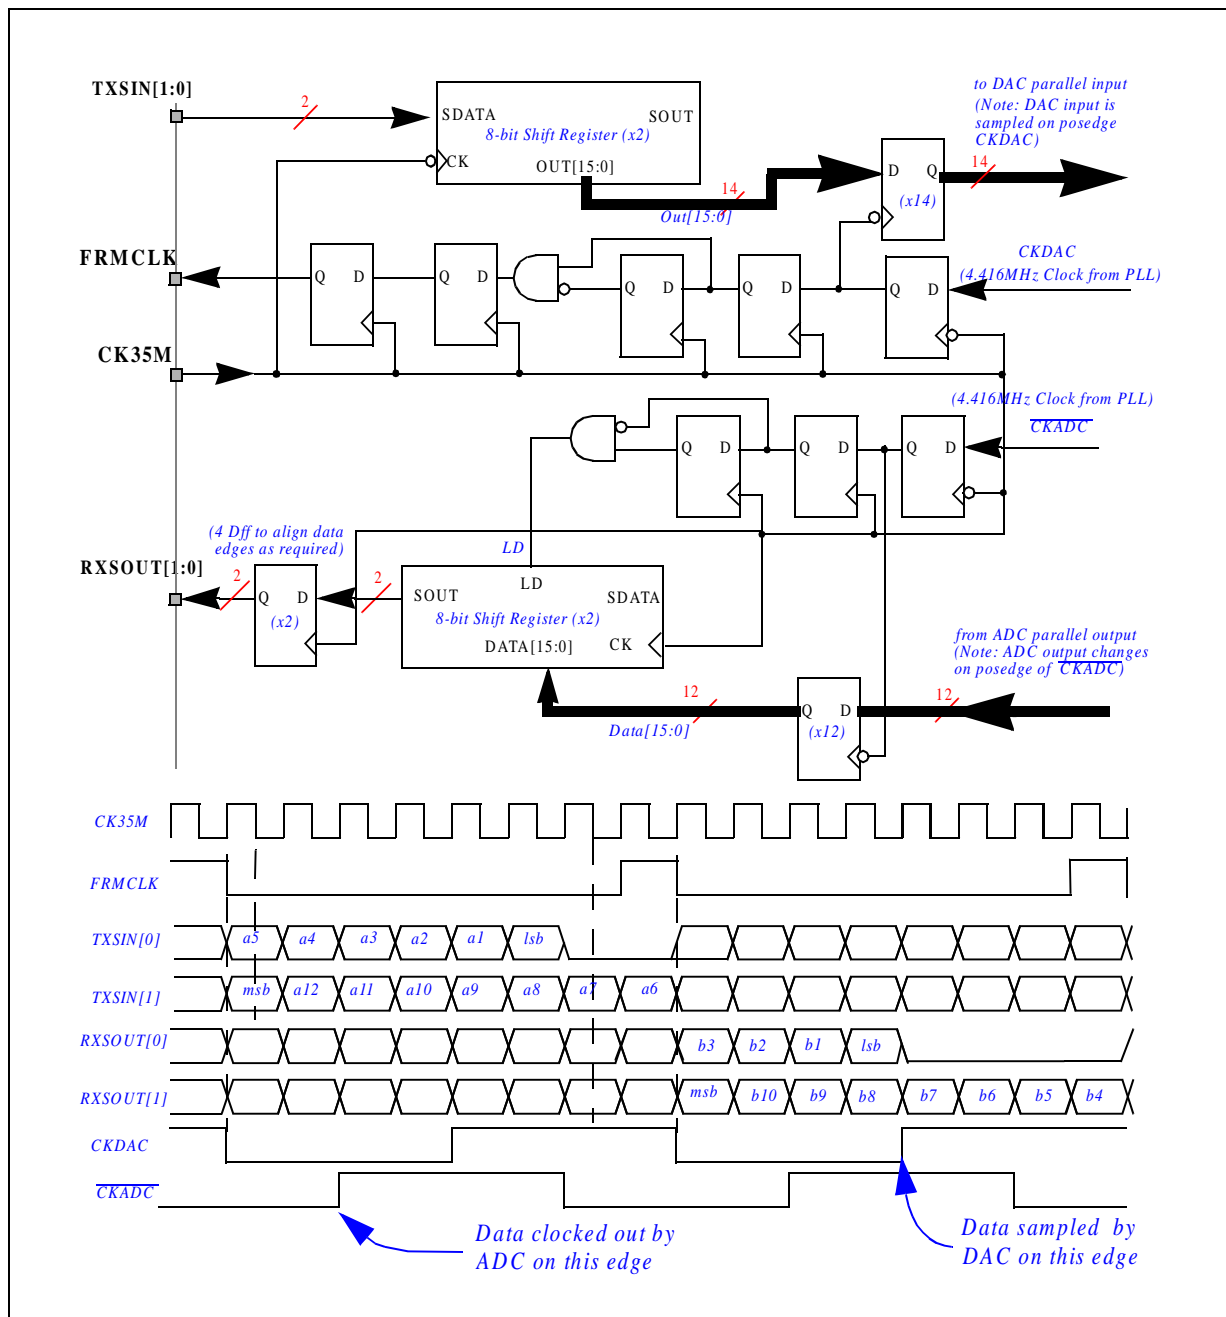 TXSIN[1:0]
2
SDATA
SOUT
8-bit Shift Register (x2)
CK
OUT[15:0]
14
Out[15:0]
to DAC parallel input
(Note: DAC input is
sampled on posedge
CKDAC)
D Q
(x14)
14
FRMCLK
Q D
Q D
Q D
Q D
Q D
CKDAC
(4.416MHz Clock from PLL)
CK35M
(4.416MHz Clock from PLL)
CKADC
Q D
Q D
Q D
(4 Dff to align data
edges as required)
LD
RXSOUT[1:0]
2
Q D
(x2)
2
SOUT
LD
SDATA
8-bit Shift Register (x2)
DATA[15:0]
CK
from ADC parallel output
(Note: ADC output changes
on posedge of CKADC)
12
Data[15:0]
Q D
(x12)
12
CK35M
FRMCLK
TXSIN[0]
a5 a4 a3 a2 a1 lsb
TXSIN[1]
msb a12 a11 a10 a9 a8 a7 a6
RXSOUT[0]
b3 b2 b1 lsb
RXSOUT[1]
msb b10 b9 b8 b7 b6 b5 b4
CKDAC
CKADC
Data clocked out by
ADC on this edge
Data sampled by
DAC on this edge